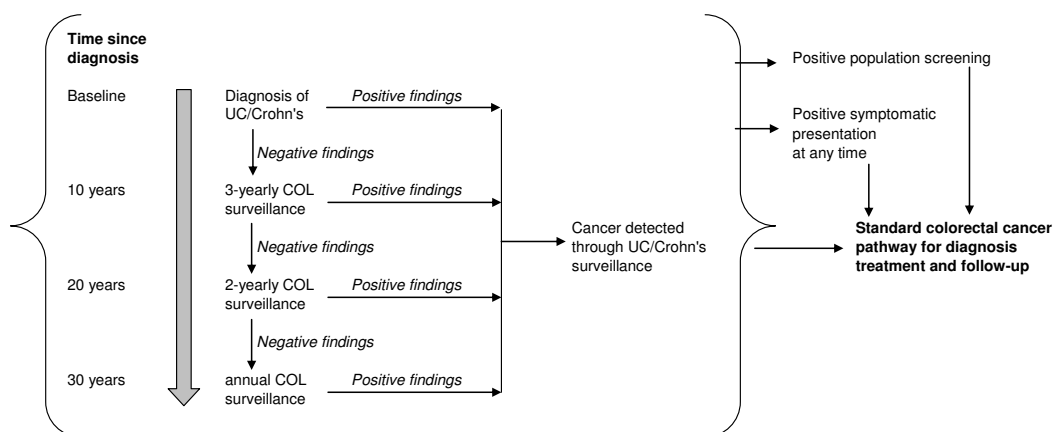 Time since
diagnosis
Baseline
Diagnosis of
UC/Crohn's
Positive findings
Negative findings
10 years
3-yearly COL
surveillance
Positive findings
Negative findings
20 years
2-yearly COL
surveillance
Positive findings
Negative findings
30 years
annual COL
surveillance
Positive findings
Cancer detected
through UC/Crohn's
surveillance
Positive population screening
Positive symptomatic
presentation
at any time
Standard colorectal cancer
pathway for diagnosis
treatment and follow-up